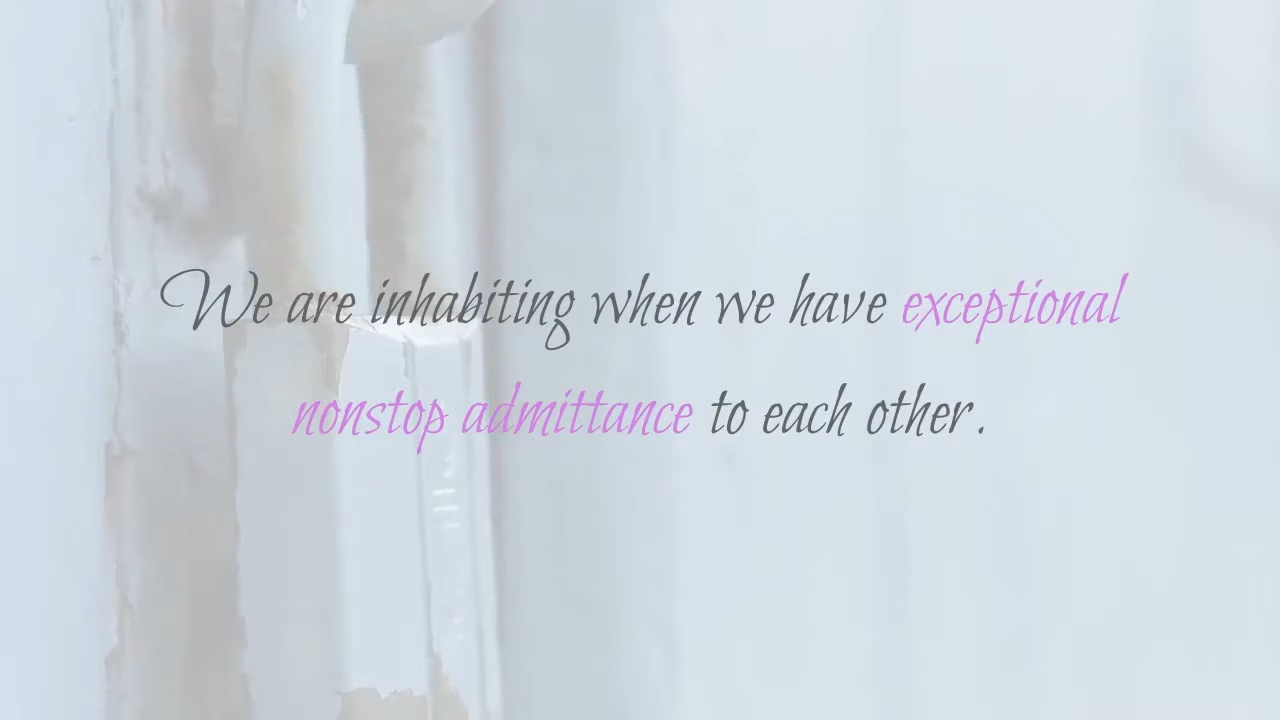 We are inhabiting when we have exceptional
nonstop admittance to each other.